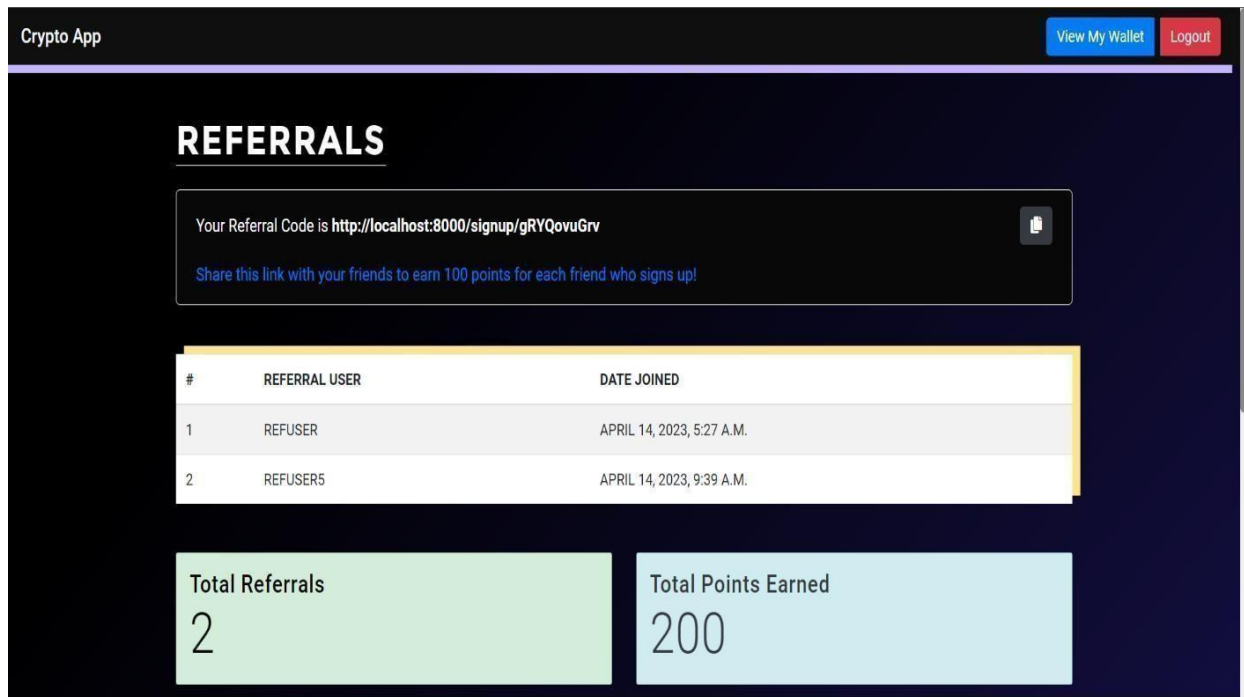 Crypto App
View My Wallet
Logout
REFERRALS
Your Referral Code is http://localhost:8000/signup/gRYQovuGrv
Share this link with your friends to earn 100 points for each friend who signs up!
# REFERRAL USER DATE JOINED
1 REFUSER APRIL 14, 2023, 5:27 A.M.
2 REFUSER5 APRIL 14, 2023, 9:39 A.M.
Total Referrals
2
Total Points Earned
200